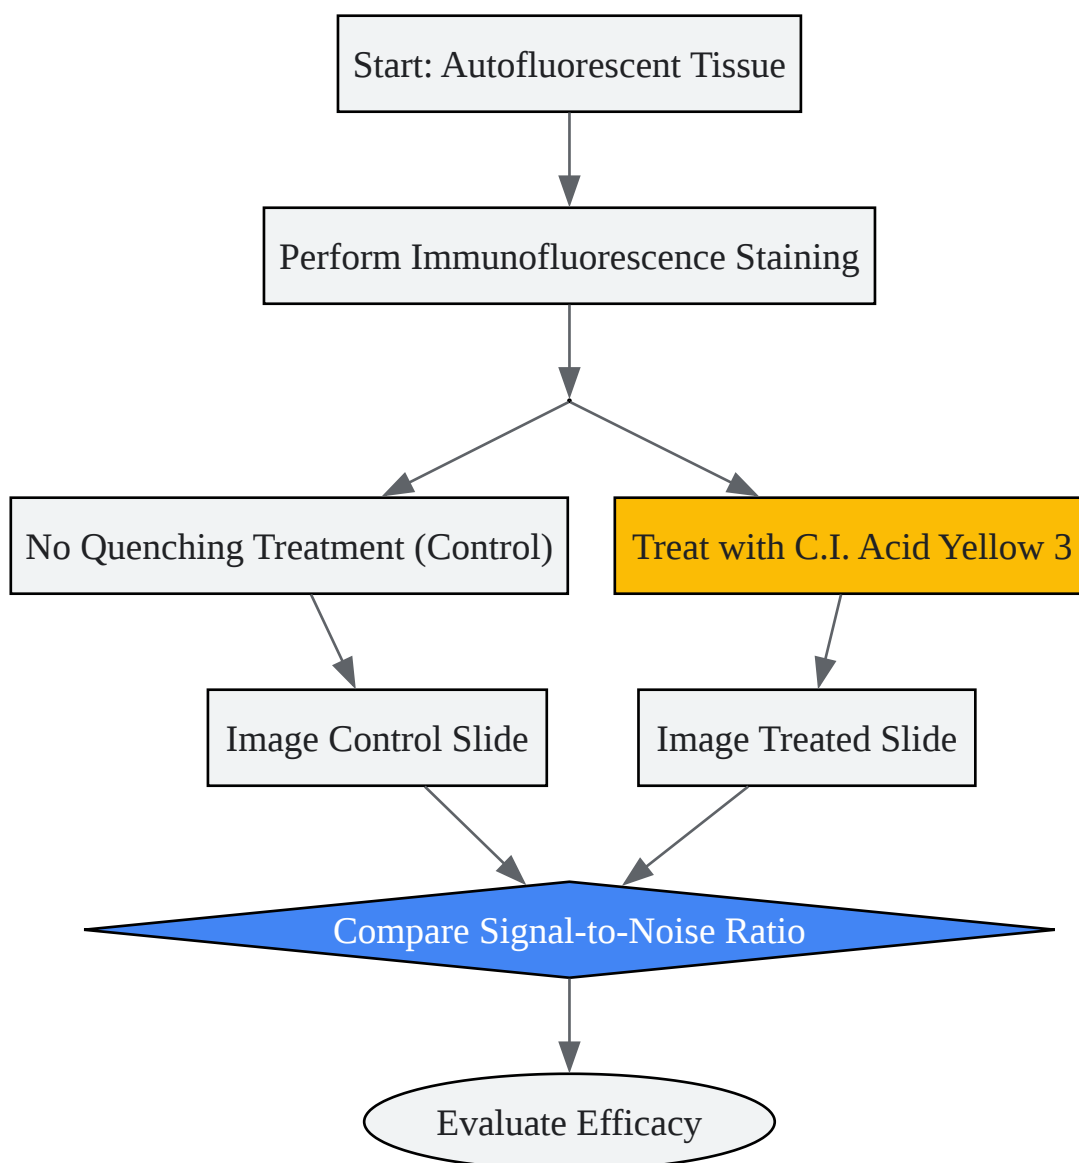 Start: Autofluorescent Tissue
Perform Immunofluorescence Staining
No Quenching Treatment (Control)
Treat with C.I. Acid Yellow 3
Image Control Slide
Image Treated Slide
Compare Signal-to-Noise Ratio
Evaluate Efficacy